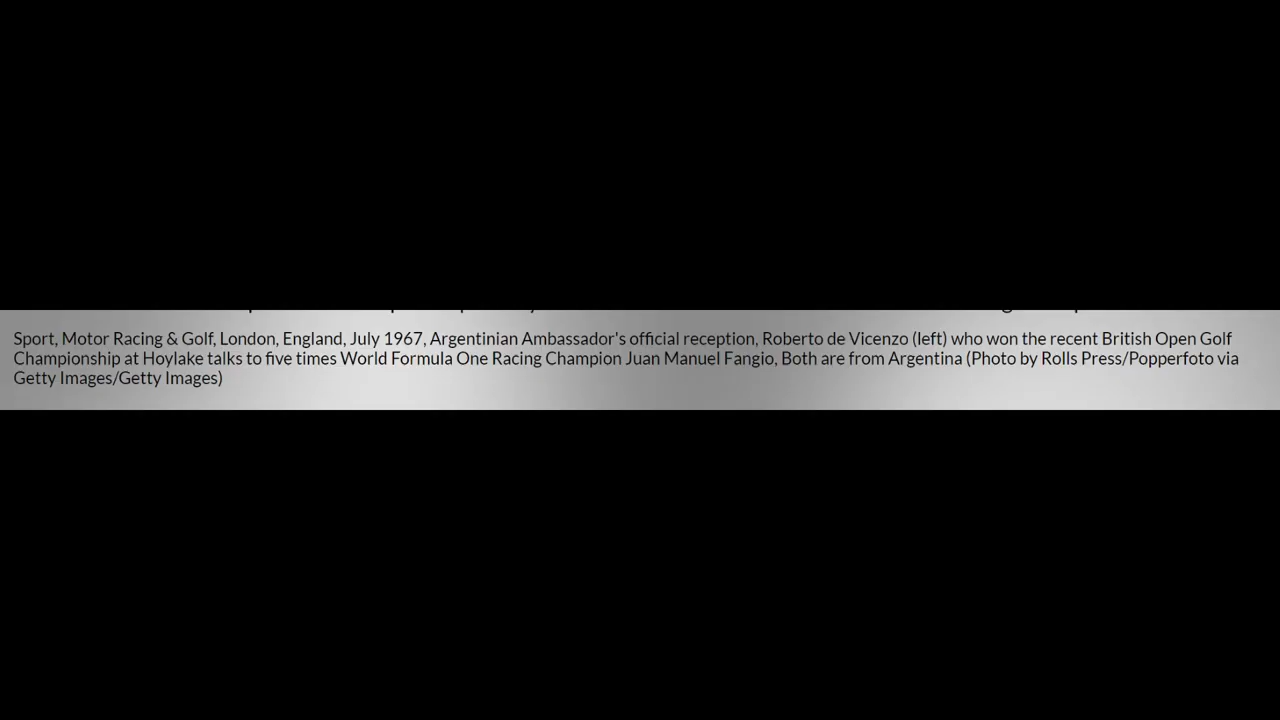 Sport, Motor Racing & Golf, London, England, July 1967, Argentinian Ambassador's official reception, Roberto de Vicenzo (left) who won the recent British Open Golf
Championship at Hoylake talks to five times World Formula One Racing Champion Juan Manuel Fangio, Both are from Argentina (Photo by Rolls Press/Popperfoto via
Getty Images/Getty Images)